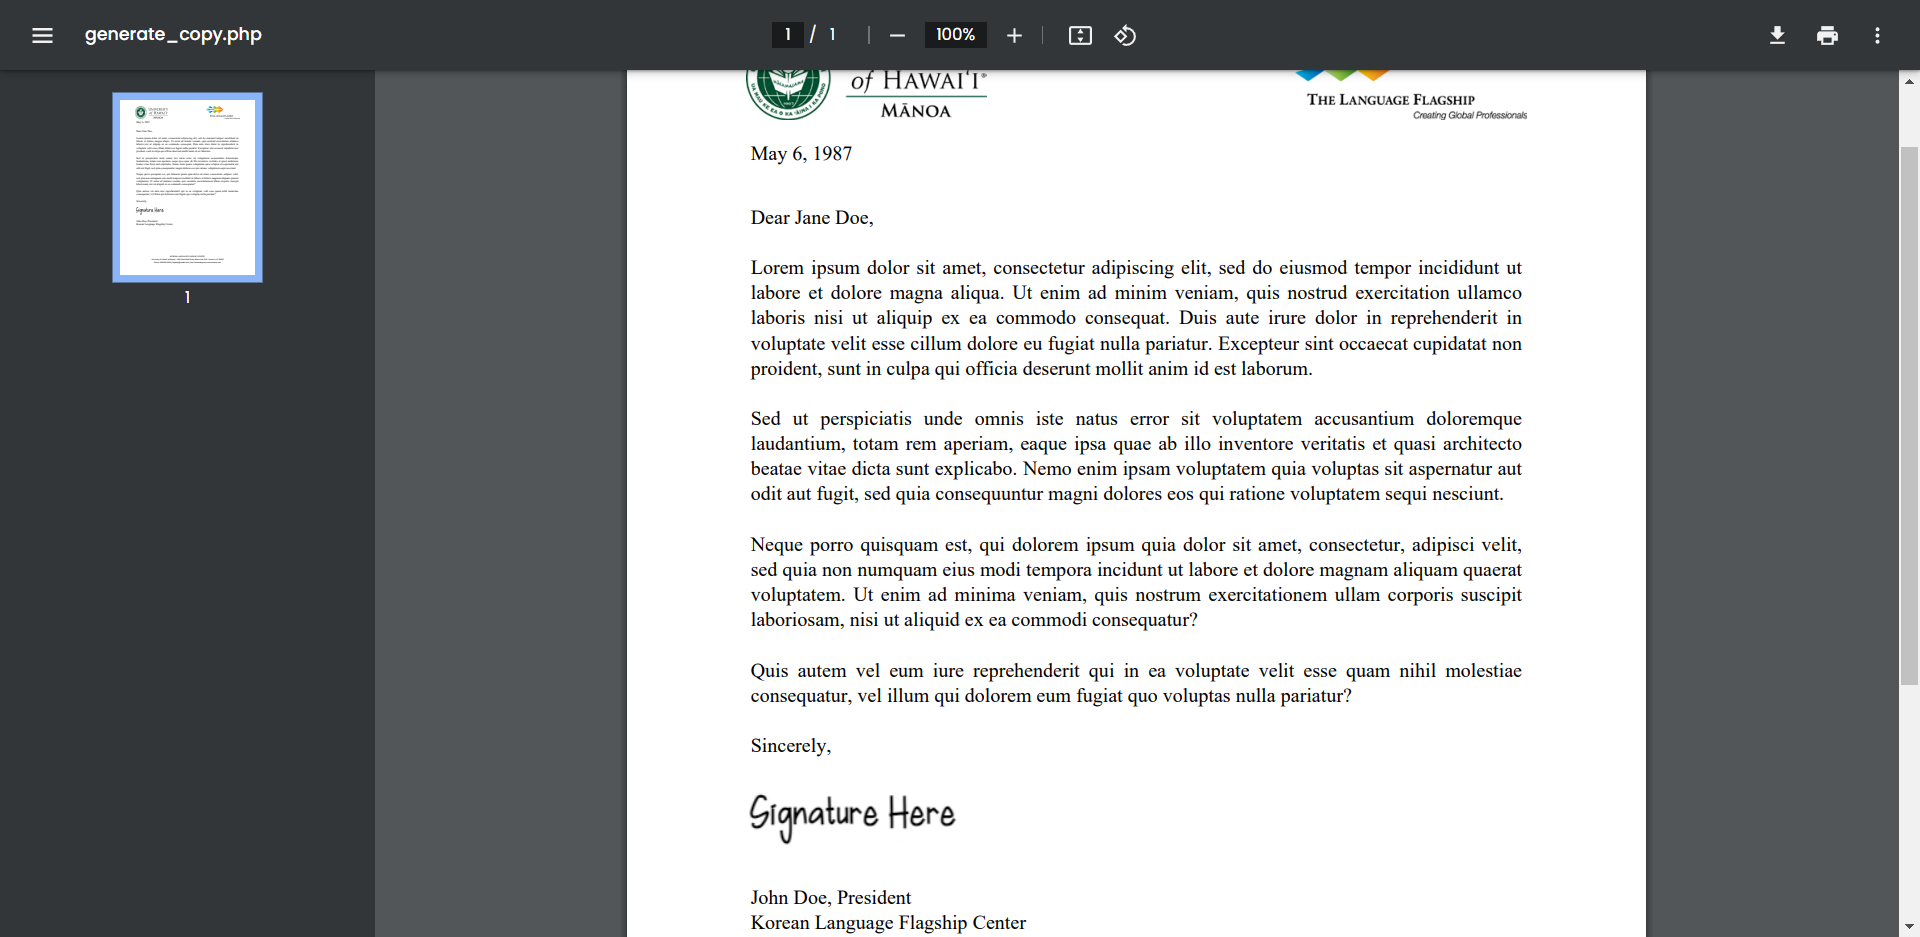 generate_copy.php
1 / 1
100%
1
of HAWAIʻI®
MĀNOA
THE LANGUAGE FLAGSHIP
Creating Global Professionals
May 6, 1987
Dear Jane Doe,
Lorem ipsum dolor sit amet, consectetur adipiscing elit, sed do eiusmod tempor incididunt ut
labore et dolore magna aliqua. Ut enim ad minim veniam, quis nostrud exercitation ullamco
laboris nisi ut aliquip ex ea commodo consequat. Duis aute irure dolor in reprehenderit in
voluptate velit esse cillum dolore eu fugiat nulla pariatur. Excepteur sint occaecat cupidatat non
proident, sunt in culpa qui officia deserunt mollit anim id est laborum.
Sed ut perspiciatis unde omnis iste natus error sit voluptatem accusantium doloremque
laudantium, totam rem aperiam, eaque ipsa quae ab illo inventore veritatis et quasi architecto
beatae vitae dicta sunt explicabo. Nemo enim ipsam voluptatem quia voluptas sit aspernatur aut
odit aut fugit, sed quia consequuntur magni dolores eos qui ratione voluptatem sequi nesciunt.
Neque porro quisquam est, qui dolorem ipsum quia dolor sit amet, consectetur, adipisci velit,
sed quia non numquam eius modi tempora incidunt ut labore et dolore magnam aliquam quaerat
voluptatem. Ut enim ad minima veniam, quis nostrum exercitationem ullam corporis suscipit
laboriosam, nisi ut aliquid ex ea commodi consequatur?
Quis autem vel eum iure reprehenderit qui in ea voluptate velit esse quam nihil molestiae
consequatur, vel illum qui dolorem eum fugiat quo voluptas nulla pariatur?
Sincerely,
Signature Here
John Doe, President
Korean Language Flagship Center